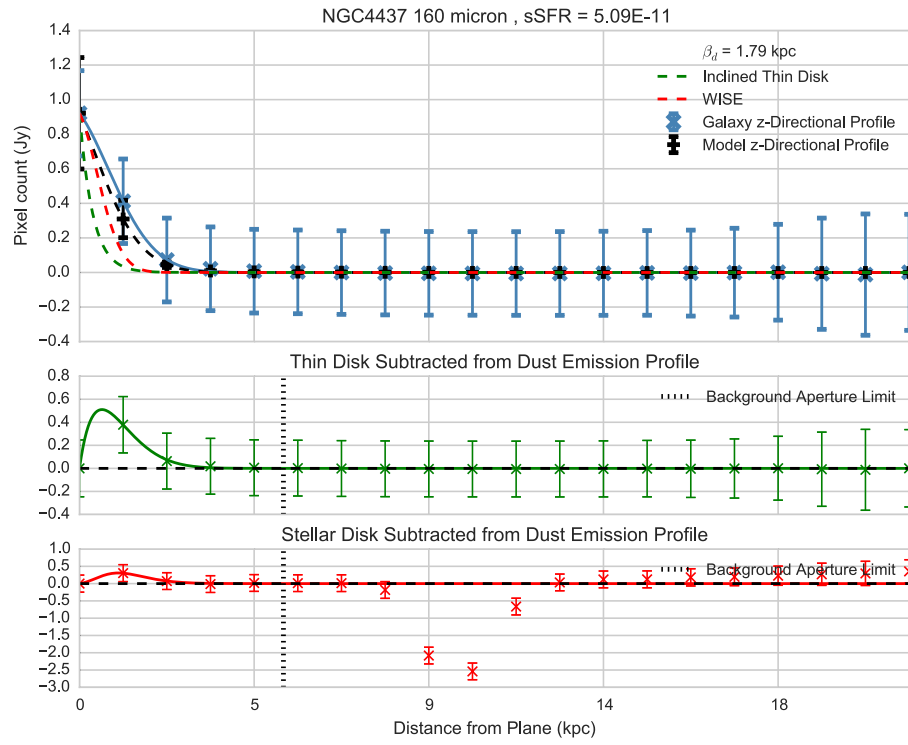 NGC4437 160 micron , sSFR = 5.09E-11
1.4
1.2
1.0
0.8
0.6
0.4
0.2
0.0
−0.2
−0.4
Pixel count (Jy)
β_d = 1.79 kpc
Inclined Thin Disk
WISE
Galaxy z-Directional Profile
Model z-Directional Profile
Thin Disk Subtracted from Dust Emission Profile
0.8
0.6
0.4
0.2
0.0
−0.2
−0.4
Background Aperture Limit
Stellar Disk Subtracted from Dust Emission Profile
1.0
0.5
0.0
−0.5
−1.0
−1.5
−2.0
−2.5
−3.0
Background Aperture Limit
0 5 9 14 18
Distance from Plane (kpc)